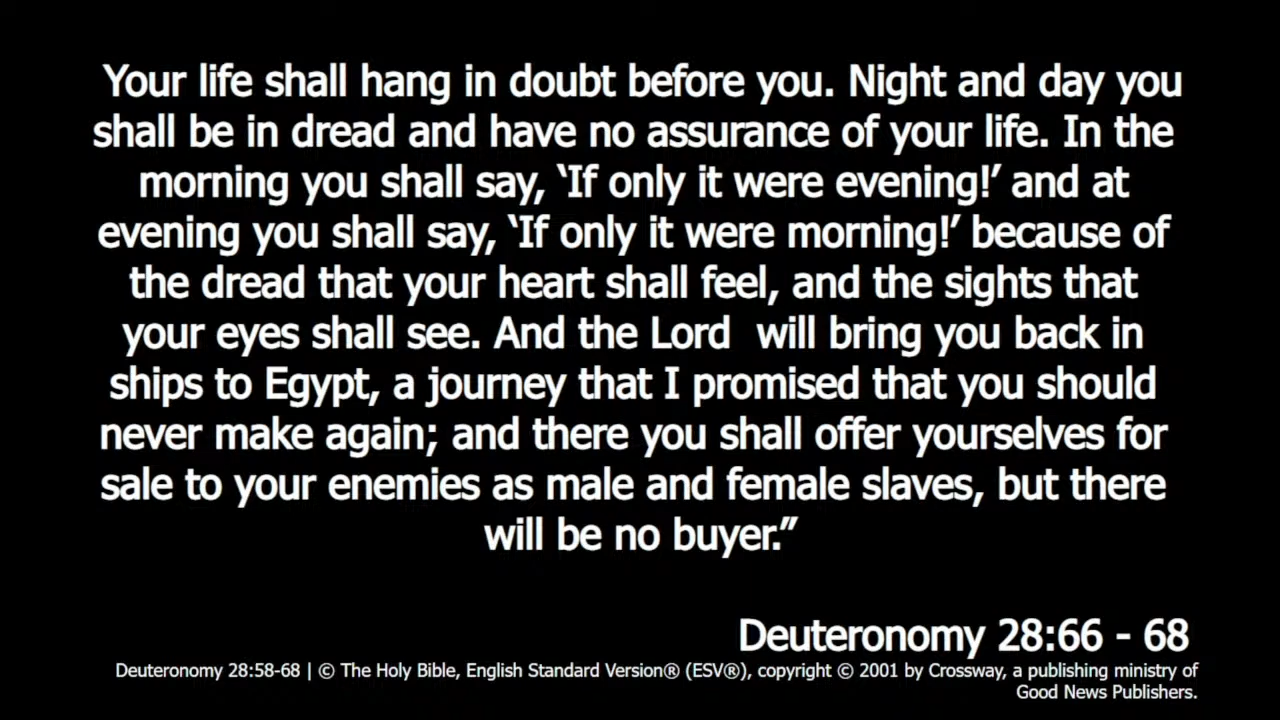 Your life shall hang in doubt before you. Night and day you
shall be in dread and have no assurance of your life. In the
morning you shall say, ‘If only it were evening!’ and at
evening you shall say, ‘If only it were morning!’ because of
the dread that your heart shall feel, and the sights that
your eyes shall see. And the Lord  will bring you back in
ships to Egypt, a journey that I promised that you should
never make again; and there you shall offer yourselves for
sale to your enemies as male and female slaves, but there
will be no buyer.”
Deuteronomy 28:66 - 68
Deuteronomy 28:58-68 | © The Holy Bible, English Standard Version® (ESV®), copyright © 2001 by Crossway, a publishing ministry of
Good News Publishers.